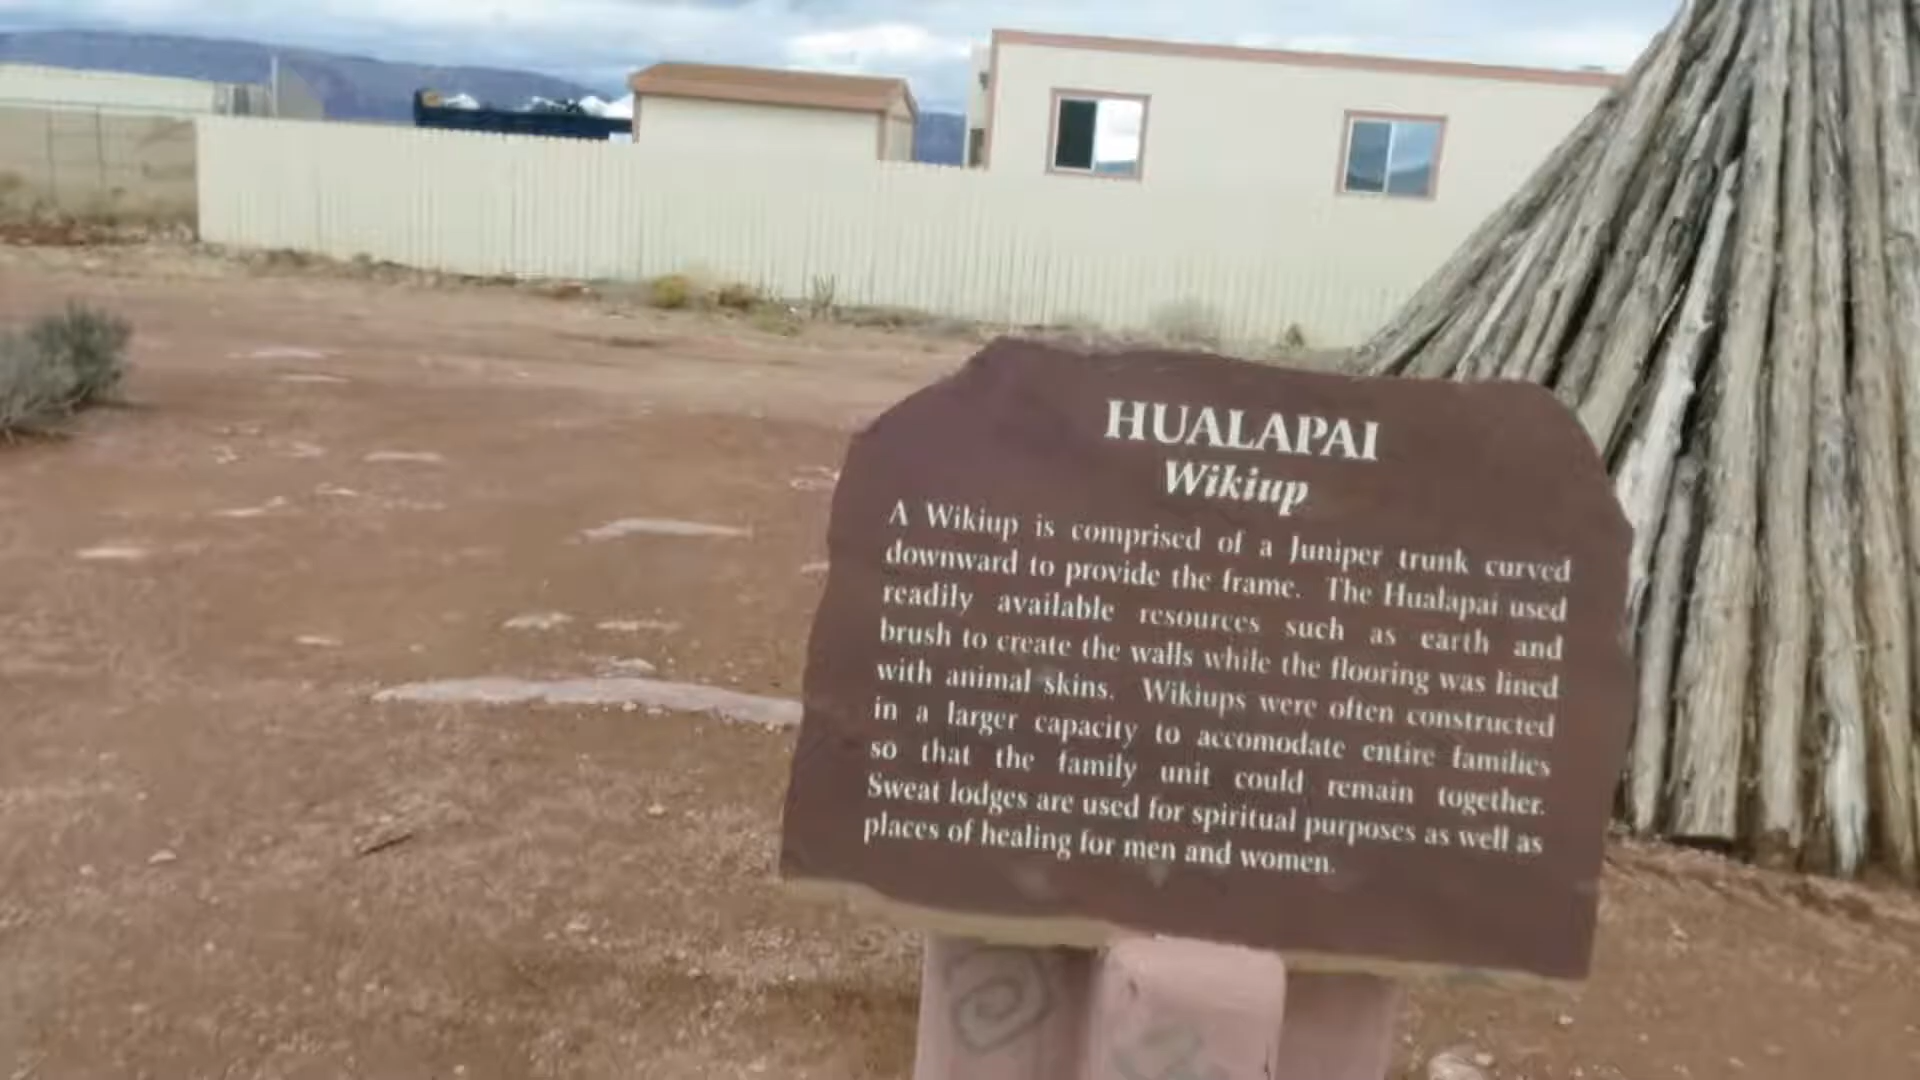 HUALAPAI
Wikiup
A Wikiup is comprised of a Juniper trunk curved
downward to provide the frame. The Hualapai used
readily available resources such as earth and
brush to create the walls while the flooring was lined
with animal skins. Wikiups were often constructed
in a larger capacity to accomodate entire families
so that the family unit could remain together.
Sweat lodges are used for spiritual purposes as well as
places of healing for men and women.